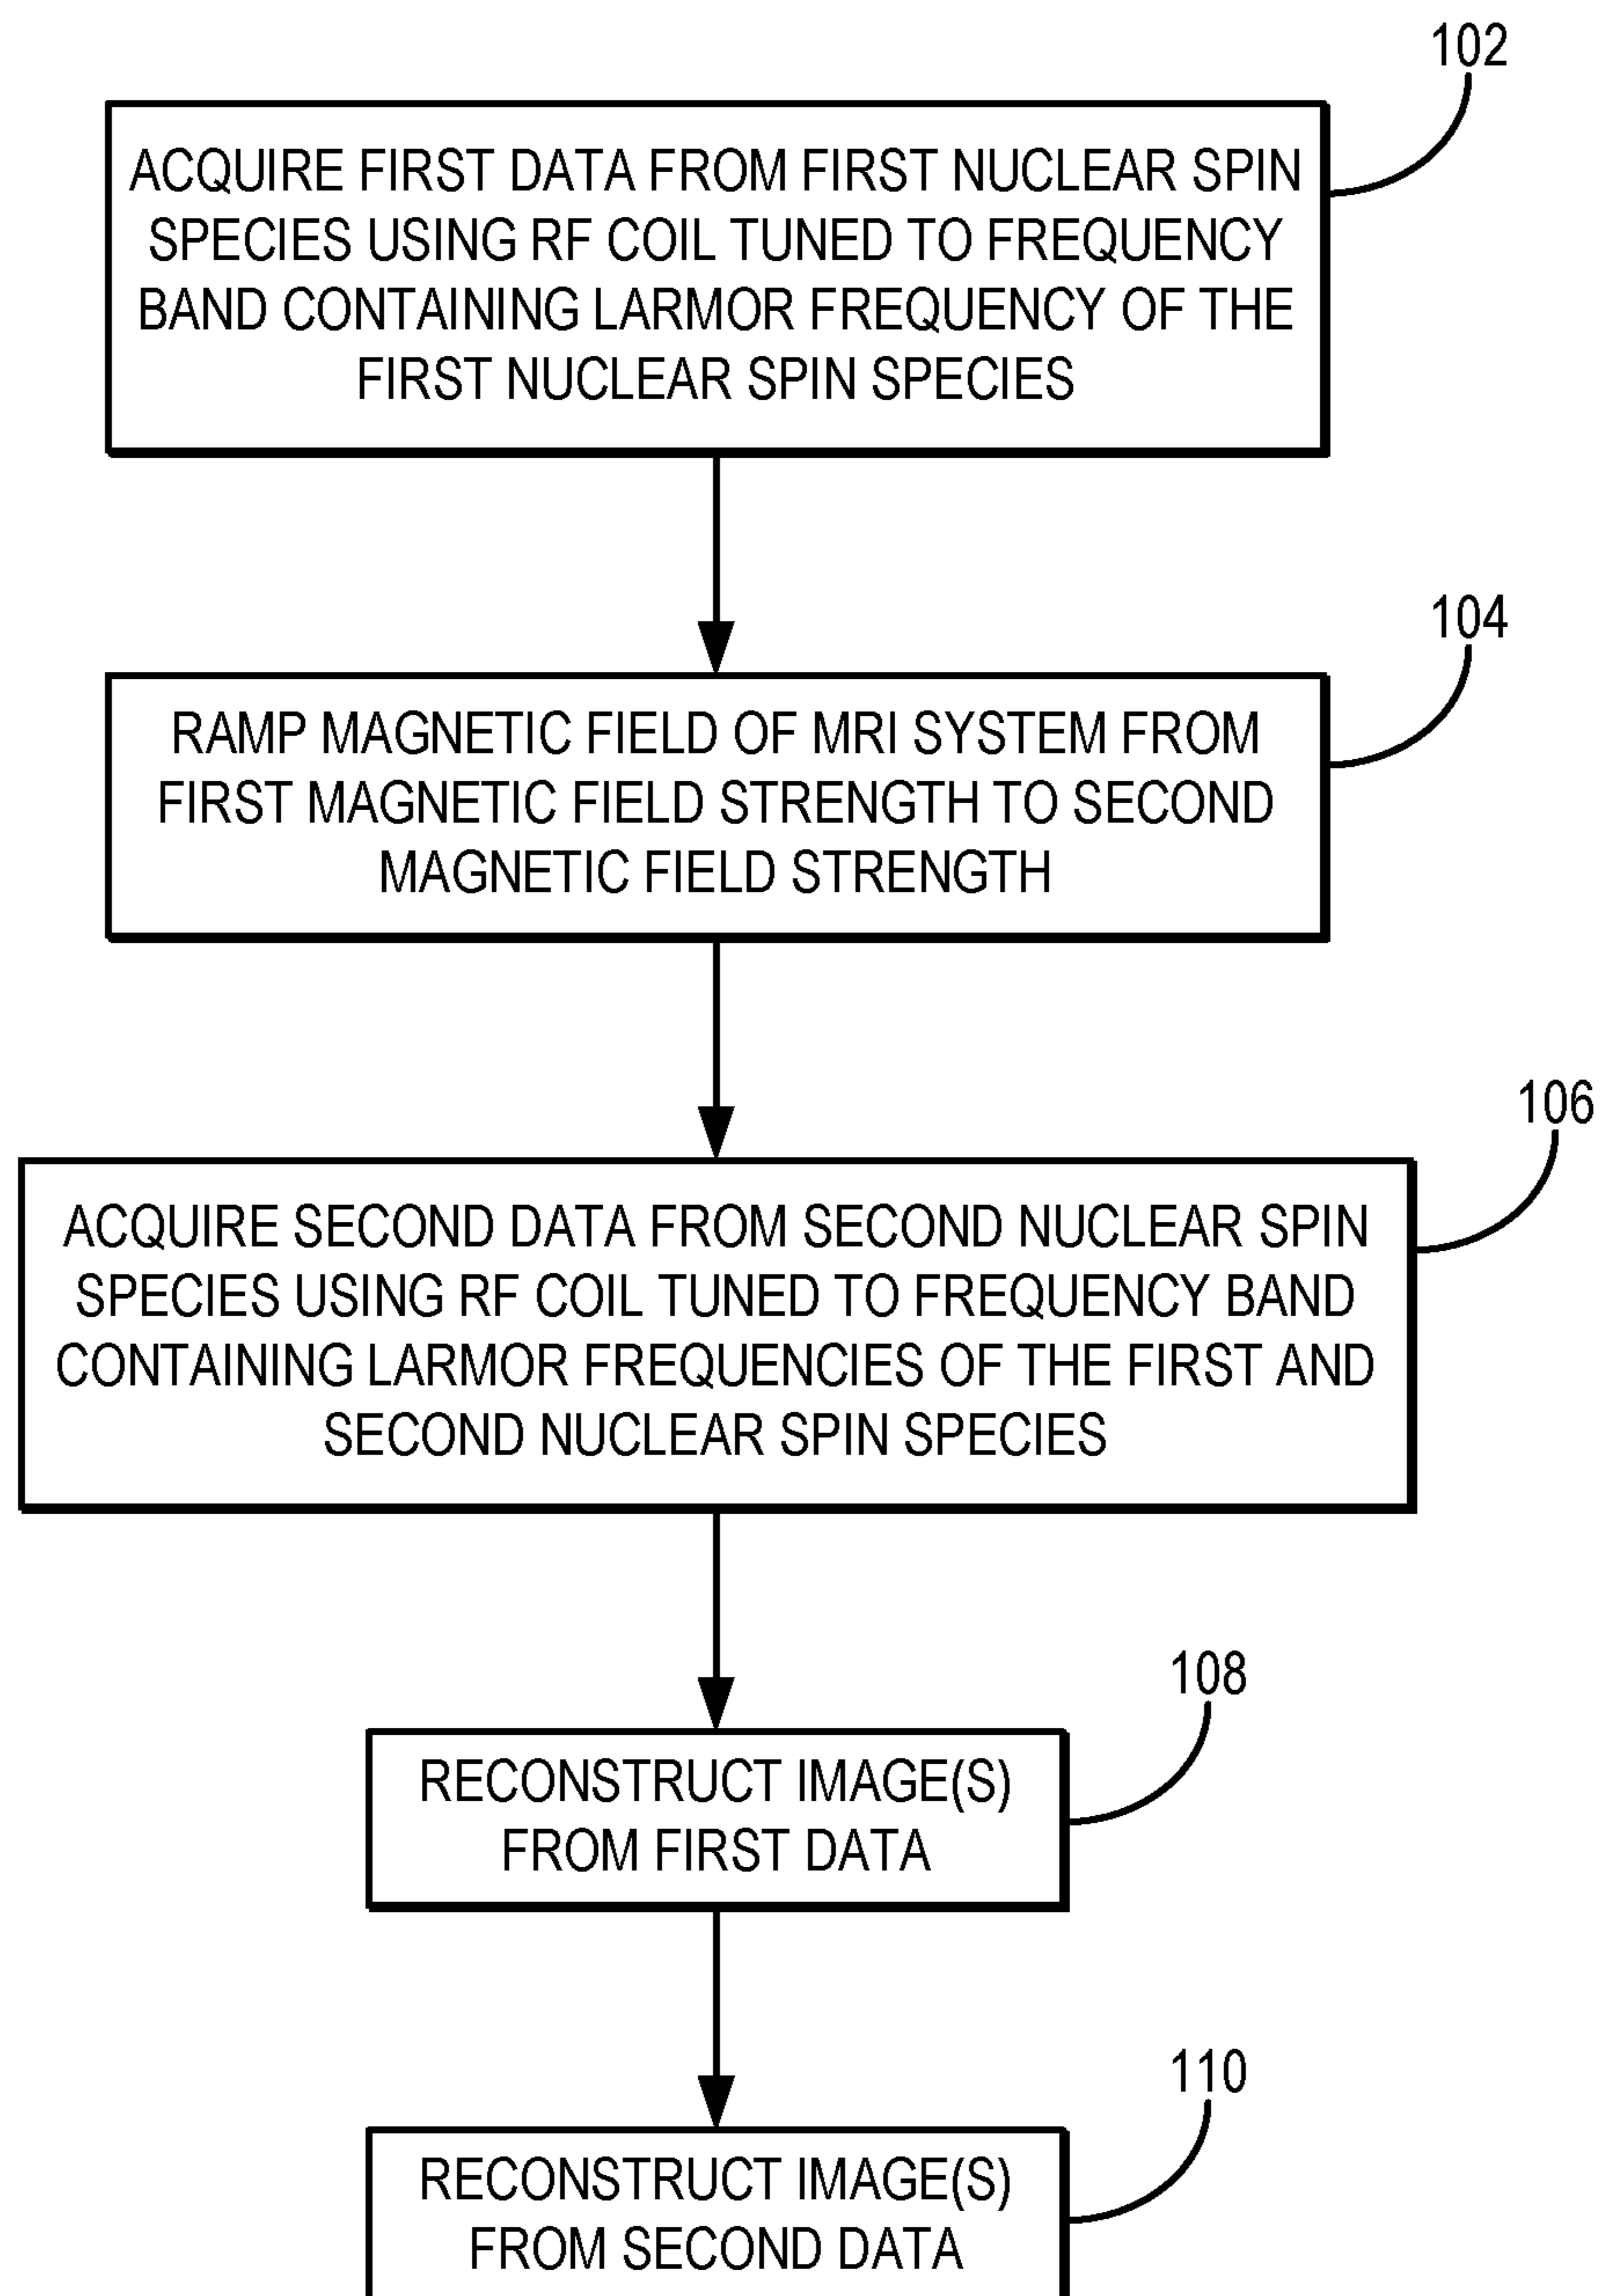 102
ACQUIRE FIRST DATA FROM FIRST NUCLEAR SPIN
SPECIES USING RF COIL TUNED TO FREQUENCY
BAND CONTAINING LARMOR FREQUENCY OF THE
FIRST NUCLEAR SPIN SPECIES
104
RAMP MAGNETIC FIELD OF MRI SYSTEM FROM
FIRST MAGNETIC FIELD STRENGTH TO SECOND
MAGNETIC FIELD STRENGTH
106
ACQUIRE SECOND DATA FROM SECOND NUCLEAR SPIN
SPECIES USING RF COIL TUNED TO FREQUENCY BAND
CONTAINING LARMOR FREQUENCIES OF THE FIRST AND
SECOND NUCLEAR SPIN SPECIES
108
RECONSTRUCT IMAGE(S)
FROM FIRST DATA
110
RECONSTRUCT IMAGE(S)
FROM SECOND DATA